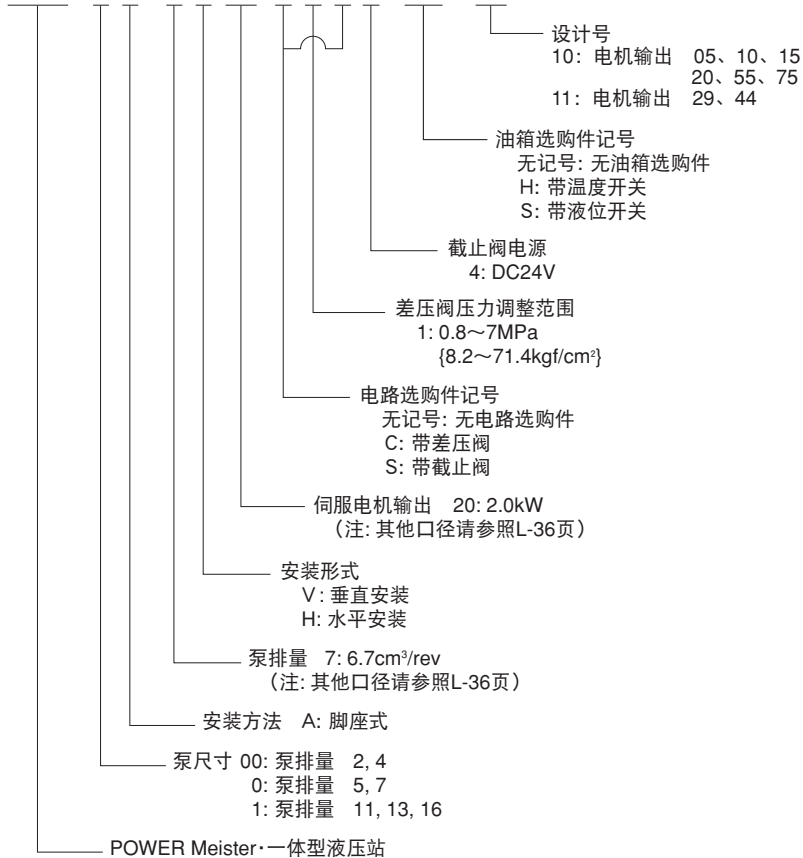 设计号
10: 电机输出 05、10、15
20、55、75
11: 电机输出 29、44
油箱选购件记号
无记号: 无油箱选购件
H: 带温度开关
S: 带液位开关
截止阀电源
4: DC24V
差压阀压力调整范围
1: 0.8～7MPa
{8.2～71.4kgf/cm²}
电路选购件记号
无记号: 无电路选购件
C: 带差压阀
S: 带截止阀
伺服电机输出 20: 2.0kW
（注: 其他口径请参照L-36页）
安装形式
V: 垂直安装
H: 水平安装
泵排量 7: 6.7cm³/rev
（注: 其他口径请参照L-36页）
安装方法 A: 脚座式
泵尺寸 00: 泵排量 2, 4
0: 泵排量 5, 7
1: 泵排量 11, 13, 16
POWER Meister·一体型液压站